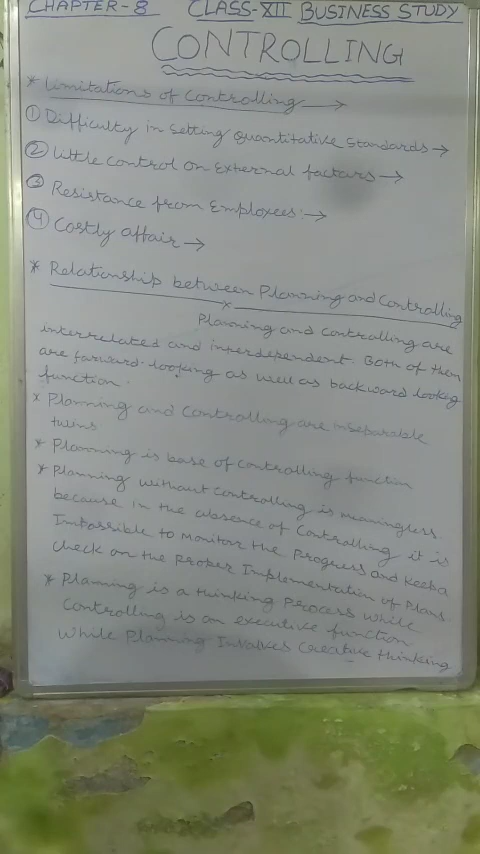 CHAPTER-8 CLASS-XII BUSINESS STUDY
CONTROLLING
* Limitations of Controlling →
① Difficulty in setting Quantitative Standards →
② Little control on External factors →
③ Resistance from Employees:→
④ Costly affair →
* Relationship between Planning and Controlling
Planning and controlling are
interrelated and interdependent. Both of them
are forward-looking as well as backward looking
function.
* Planning and Controlling are inseparable
twins
* Planning is base of controlling function
* Planning without controlling is meaningless
because in the absence of controlling it is
Impossible to monitor the Progress and keep a
check on the Proper Implementation of Plans.
* Planning is a thinking process while
Controlling is an executive function
While Planning Involves Creative thinking